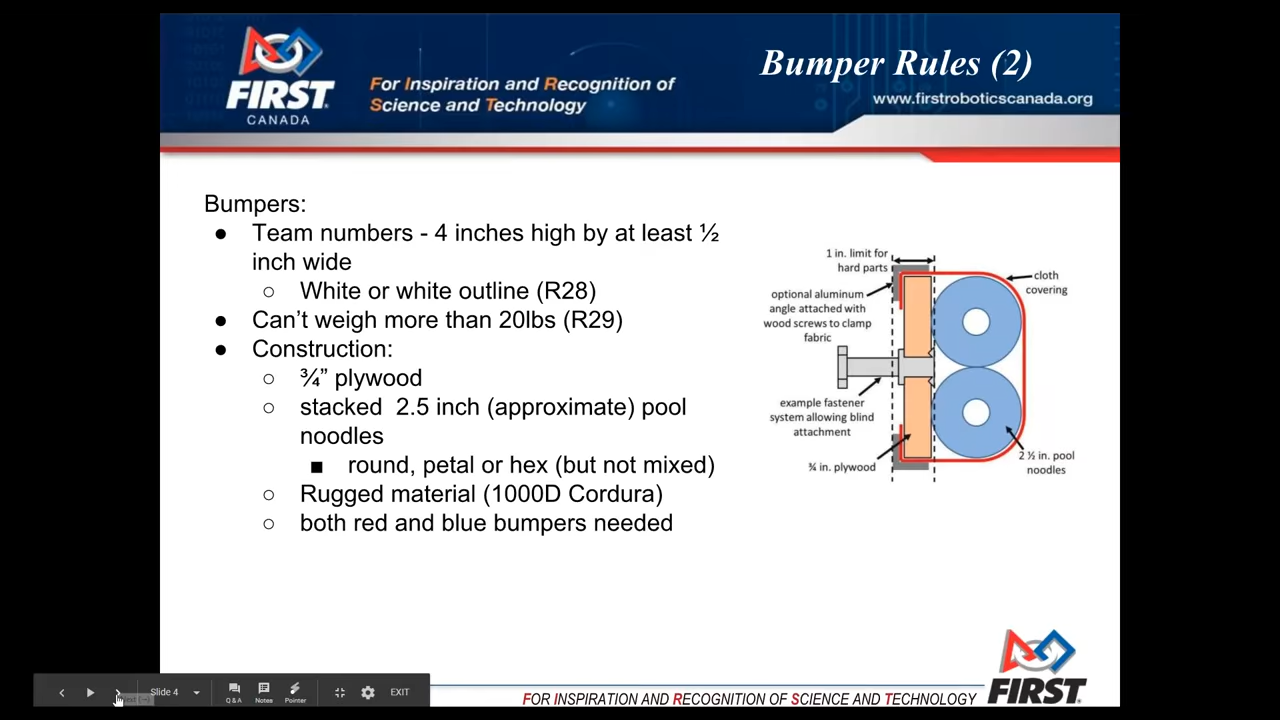 FIRST
CANADA
For Inspiration and Recognition of
Science and Technology
Bumper Rules (2)
www.firstroboticscanada.org
Bumpers:
● Team numbers - 4 inches high by at least ½
inch wide
○ White or white outline (R28)
● Can't weigh more than 20lbs (R29)
● Construction:
○ ¾” plywood
○ stacked 2.5 inch (approximate) pool
noodles
■ round, petal or hex (but not mixed)
○ Rugged material (1000D Cordura)
○ both red and blue bumpers needed
1 in. limit for
hard parts
cloth
covering
optional aluminum
angle attached with
wood screws to clamp
fabric
example fastener
system allowing blind
attachment
¾ in. plywood
2 ½ in. pool
noodles
Slide 4
Q & A
Notes
Pointer
EXIT
FOR INSPIRATION AND RECOGNITION OF SCIENCE AND TECHNOLOGY
FIRST